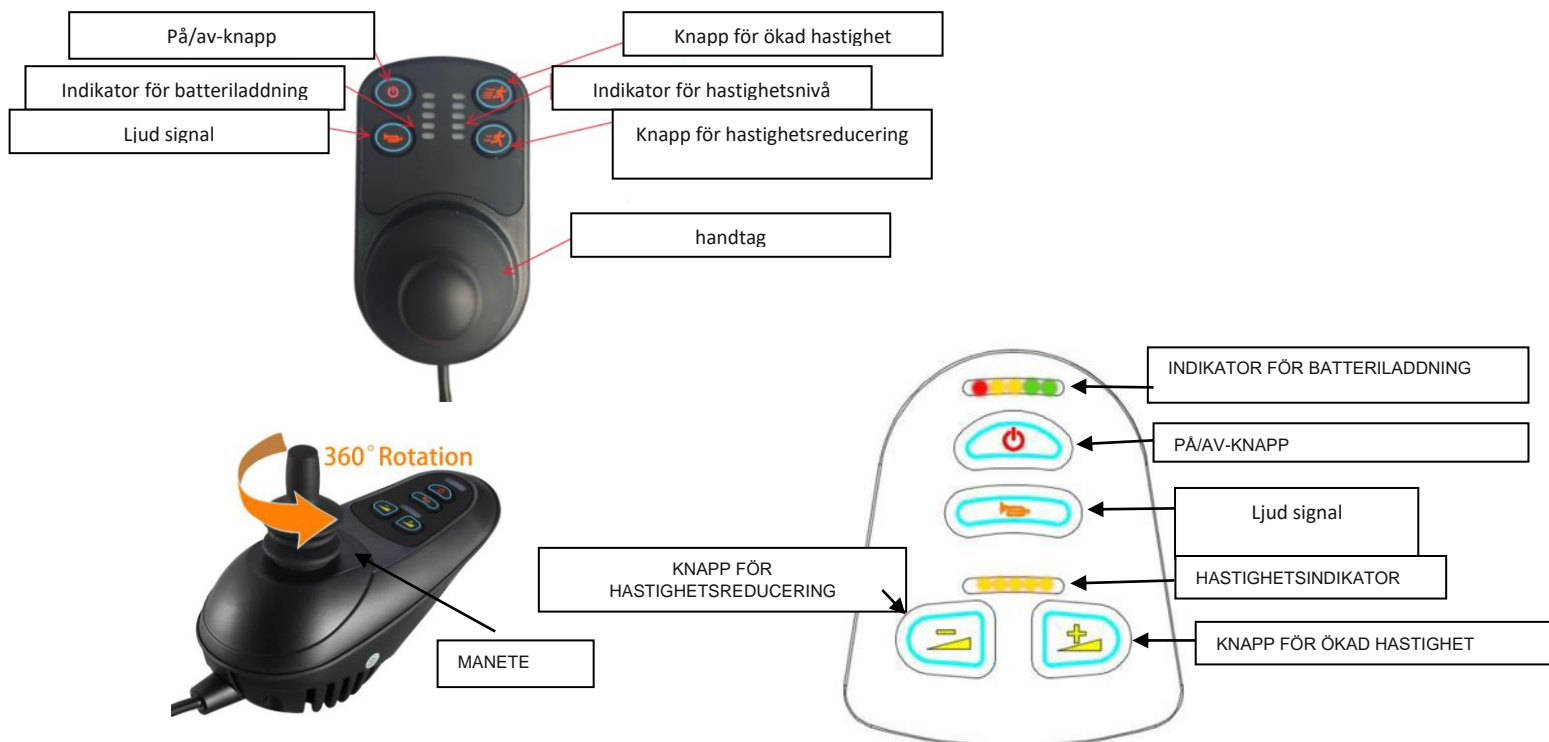 På/av-knapp
Knapp för ökad hastighet
Indikator för batteriladdning
Indikator för hastighetsnivå
Ljud signal
Knapp för hastighetsreducering
handtag
INDIKATOR FÖR BATTERILADDNING
360° Rotation
PÅ/AV-KNAPP
Ljud signal
KNAPP FÖR
HASTIGHETSREDUCERING
HASTIGHETSINDIKATOR
KNAPP FÖR ÖKAD HASTIGHET
MANETE